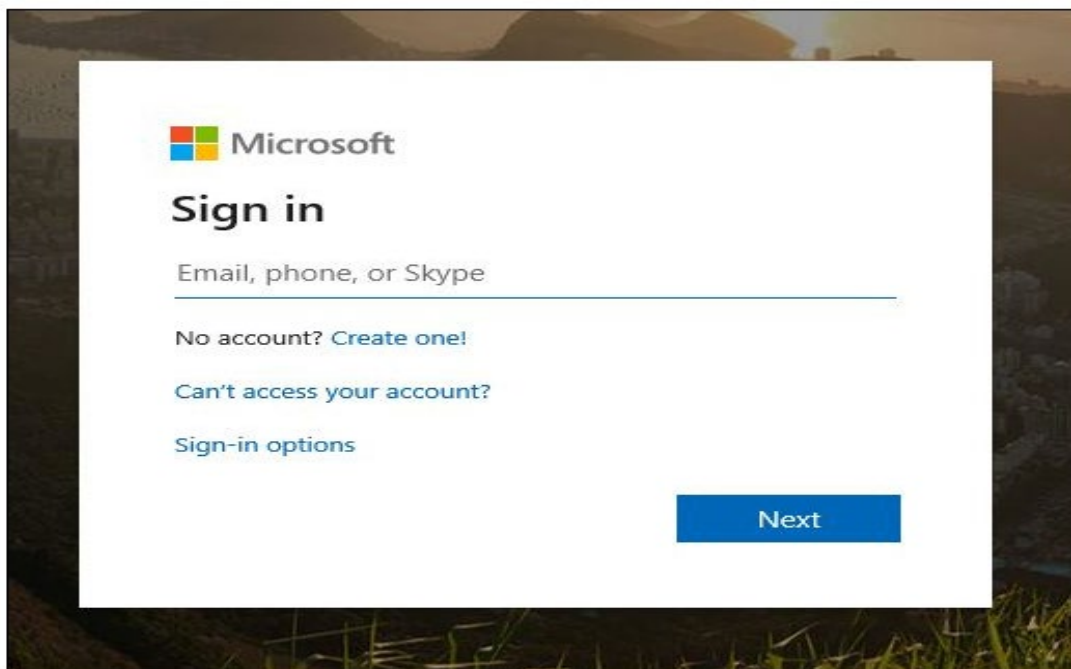 Microsoft
Sign in
Email, phone, or Skype
No account? Create one!
Can't access your account?
Sign-in options
Next